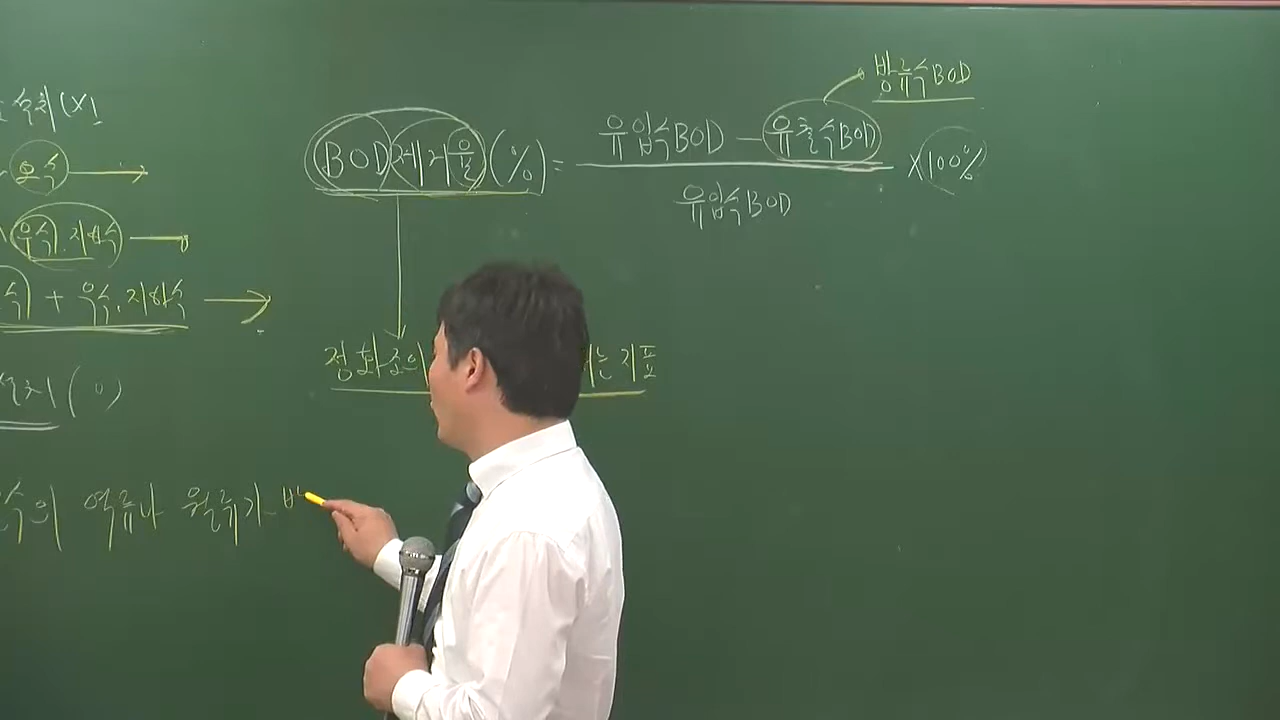 수치(X)
오수
우수.지하수
수) + 우수.지하수
설치(O)
수의 역류나 월류가
BOD제거율(%)=
유입수BOD - 유출수BOD
유입수BOD
X100%
방류수BOD
정화조의
는 지표